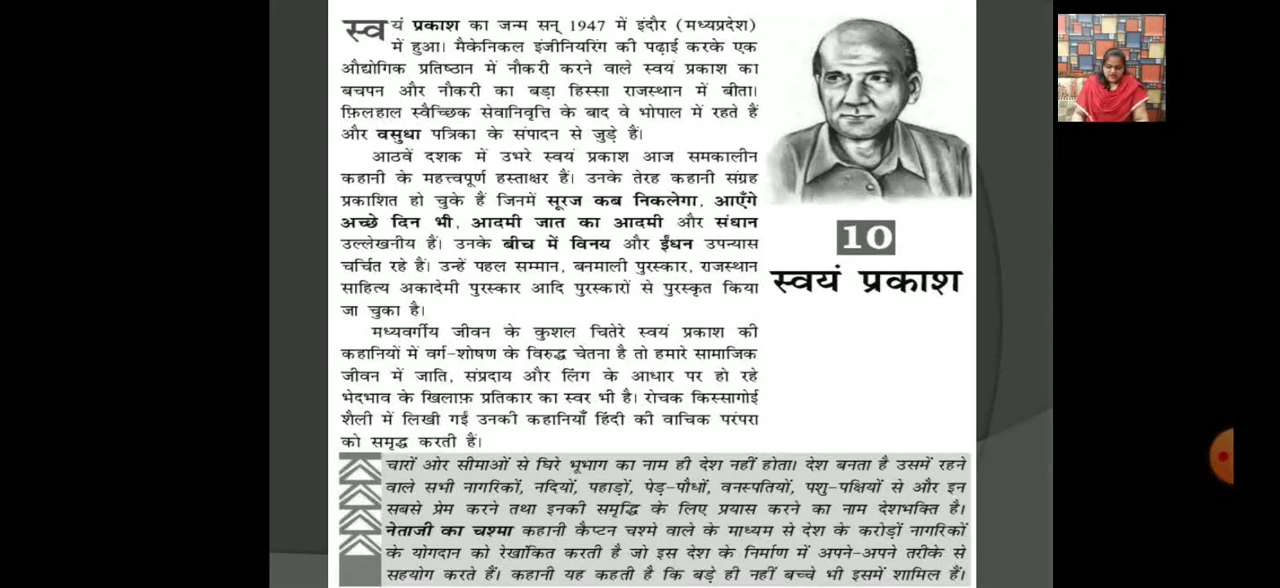 स्वयं प्रकाश का जन्म सन् 1947 में इंदौर (मध्यप्रदेश)
में हुआ। मैकेनिकल इंजीनियरिंग की पढ़ाई करके एक
औद्योगिक प्रतिष्ठान में नौकरी करने वाले स्वयं प्रकाश का
बचपन और नौकरी का बड़ा हिस्सा राजस्थान में बीता।
फ़िलहाल स्वैच्छिक सेवानिवृत्ति के बाद वे भोपाल में रहते हैं
और वसुधा पत्रिका के संपादन से जुड़े हैं।
आठवें दशक में उभरे स्वयं प्रकाश आज समकालीन
कहानी के महत्त्वपूर्ण हस्ताक्षर हैं। उनके तेरह कहानी संग्रह
प्रकाशित हो चुके हैं जिनमें सूरज कब निकलेगा, आएँगे
अच्छे दिन भी, आदमी जात का आदमी और संधान
उल्लेखनीय हैं। उनके बीच में विनय और ईंधन उपन्यास
चर्चित रहे हैं। उन्हें पहल सम्मान, बनमाली पुरस्कार, राजस्थान
साहित्य अकादेमी पुरस्कार आदि पुरस्कारों से पुरस्कृत किया
जा चुका है।
मध्यवर्गीय जीवन के कुशल चितेरे स्वयं प्रकाश की
कहानियों में वर्ग-शोषण के विरुद्ध चेतना है तो हमारे सामाजिक
जीवन में जाति, संप्रदाय और लिंग के आधार पर हो रहे
भेदभाव के खिलाफ़ प्रतिकार का स्वर भी है। रोचक किस्सागोई
शैली में लिखी गईं उनकी कहानियाँ हिंदी की वाचिक परंपरा
को समृद्ध करती हैं।
10
स्वयं प्रकाश
चारों ओर सीमाओं से घिरे भूभाग का नाम ही देश नहीं होता। देश बनता है उसमें रहने
वाले सभी नागरिकों, नदियों, पहाड़ों, पेड़-पौधों, वनस्पतियों, पशु-पक्षियों से और इन
सबसे प्रेम करने तथा इनकी समृद्धि के लिए प्रयास करने का नाम देशभक्ति है।
नेताजी का चश्मा कहानी कैप्टन चश्मे वाले के माध्यम से देश के करोड़ों नागरिकों
के योगदान को रेखांकित करती है जो इस देश के निर्माण में अपने-अपने तरीके से
सहयोग करते हैं। कहानी यह कहती है कि बड़े ही नहीं बच्चे भी इसमें शामिल हैं।